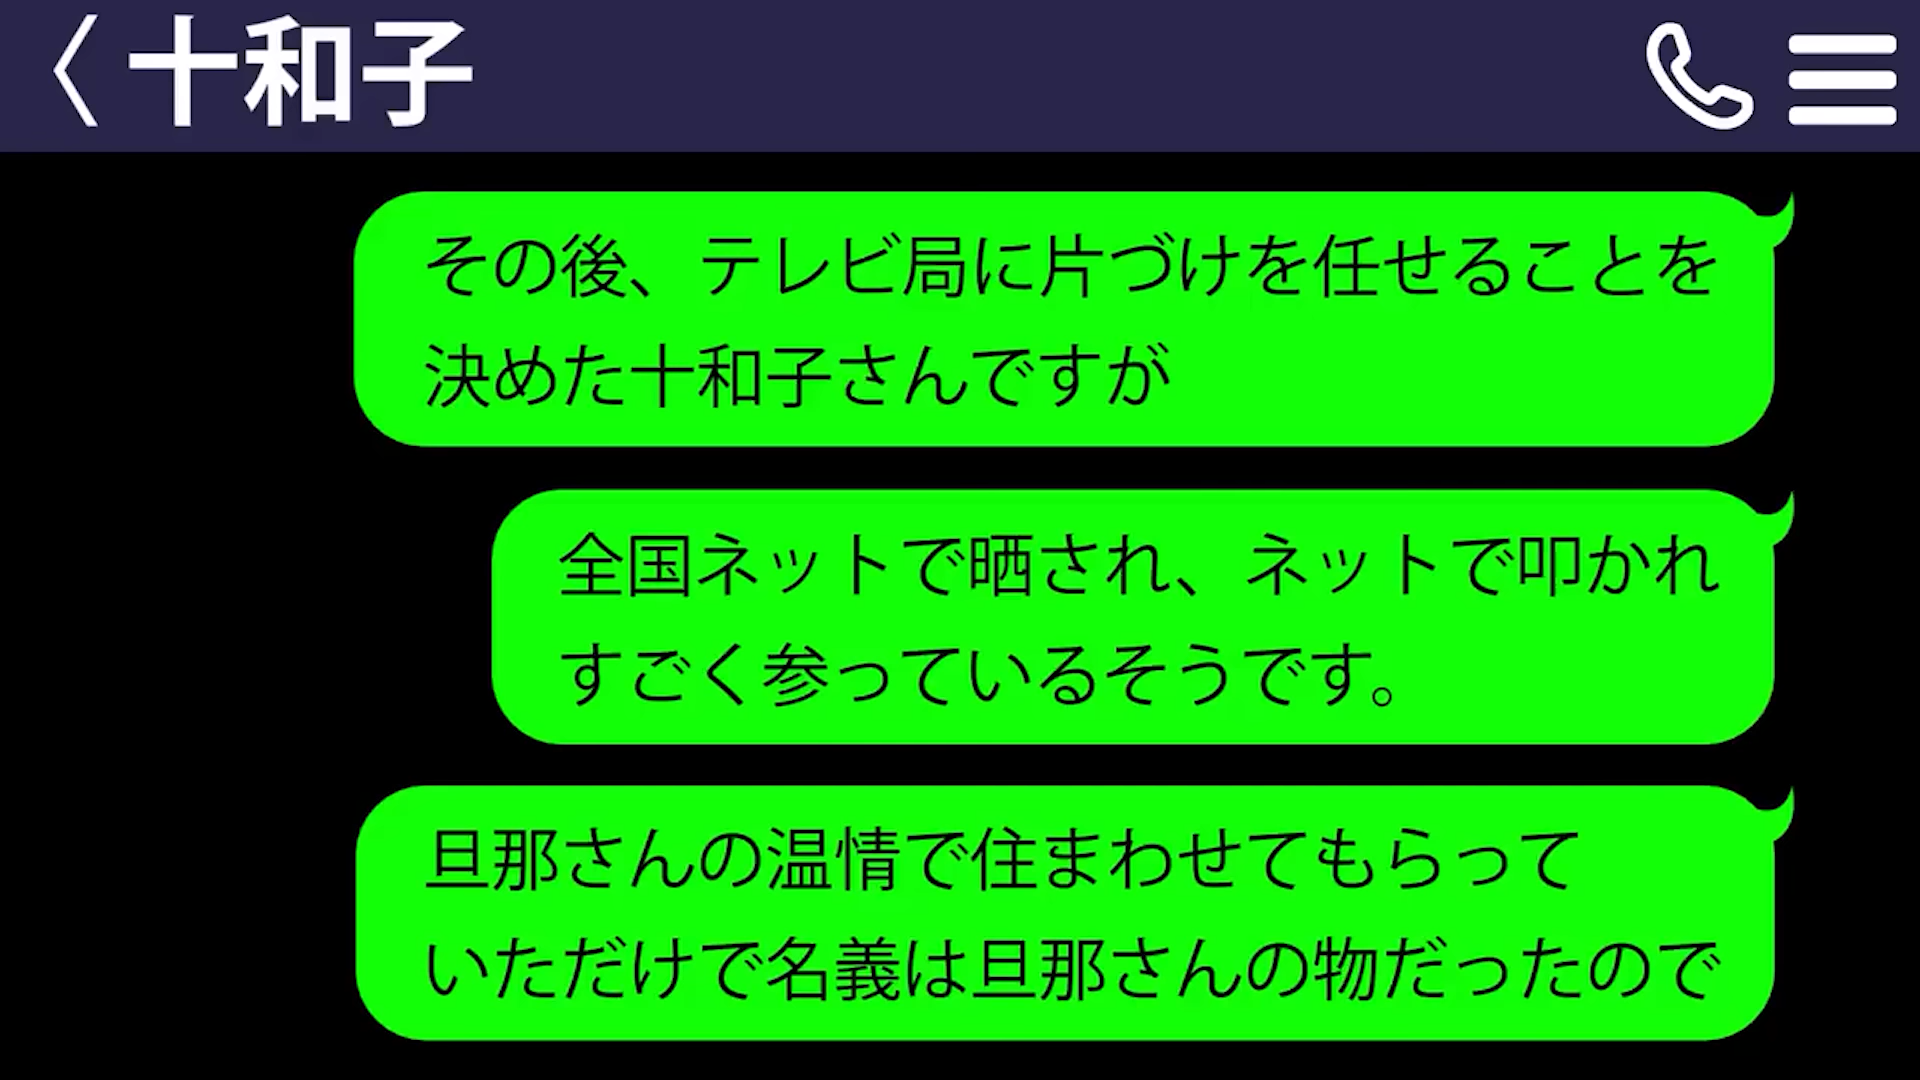 十和子
その後、テレビ局に片づけを任せることを
決めた十和子さんですが
全国ネットで晒され、ネットで叩かれ
すごく参っているそうです。
旦那さんの温情で住まわせてもらって
いただけで名義は旦那さんの物だったので